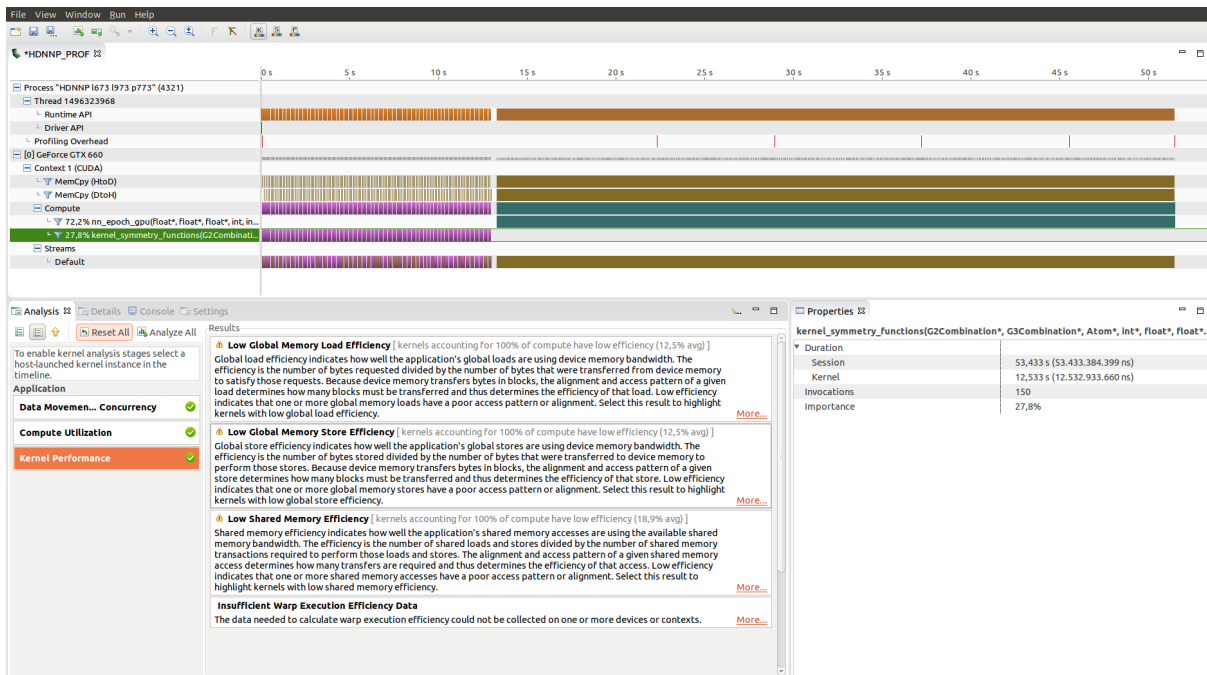 File View Window Run Help
*HDNNP_PROF
0 s 5 s 10 s 15 s 20 s 25 s 30 s 35 s 40 s 45 s 50 s
Process "HDNNP l673 l973 p773" (4321)
Thread 1496323968
Runtime API
Driver API
Profiling Overhead
[0] GeForce GTX 660
Context 1 (CUDA)
MemCpy (HtoD)
MemCpy (DtoH)
Compute
72,2% nn_epoch_gpu(float*, float*, float*, int, in...
27,8% kernel_symmetry_functions(G2Combinati...
Streams
Default
Analysis Details Console Settings
Reset All Analyze All
To enable kernel analysis stages select a
host-launched kernel instance in the
timeline.
Application
Data Movemen... Concurrency
Compute Utilization
Kernel Performance
Results
Low Global Memory Load Efficiency [ kernels accounting for 100% of compute have low efficiency (12,5% avg) ]
Global load efficiency indicates how well the application's global loads are using device memory bandwidth. The
efficiency is the number of bytes requested divided by the number of bytes that were transferred from device memory
to satisfy those requests. Because device memory transfers bytes in blocks, the alignment and access pattern of a given
load determines how many blocks must be transferred and thus determines the efficiency of that load. Low efficiency
indicates that one or more global memory loads have a poor access pattern or alignment. Select this result to highlight
kernels with low global load efficiency. More...
Low Global Memory Store Efficiency [ kernels accounting for 100% of compute have low efficiency (12,5% avg) ]
Global store efficiency indicates how well the application's global stores are using device memory bandwidth. The
efficiency is the number of bytes stored divided by the number of bytes that were transferred to device memory to
perform those stores. Because device memory transfers bytes in blocks, the alignment and access pattern of a given
store determines how many blocks must be transferred and thus determines the efficiency of that store. Low efficiency
indicates that one or more global memory stores have a poor access pattern or alignment. Select this result to highlight
kernels with low global store efficiency. More...
Low Shared Memory Efficiency [ kernels accounting for 100% of compute have low efficiency (18,9% avg) ]
Shared memory efficiency indicates how well the application's shared memory accesses are using the available shared
memory bandwidth. The efficiency is the number of shared loads and stores divided by the number of shared memory
transactions required to perform those loads and stores. The alignment and access pattern of a given shared memory
access determines how many transfers are required and thus determines the efficiency of that access. Low efficiency
indicates that one or more shared memory accesses have a poor access pattern or alignment. Select this result to
highlight kernels with low shared memory efficiency. More...
Insufficient Warp Execution Efficiency Data
The data needed to calculate warp execution efficiency could not be collected on one or more devices or contexts. More...
Properties
kernel_symmetry_functions(G2Combination*, G3Combination*, Atom*, int*, float*, float*...
Duration
Session 53,433 s (53.433.384.399 ns)
Kernel 12,533 s (12.532.933.660 ns)
Invocations 150
Importance 27,8%